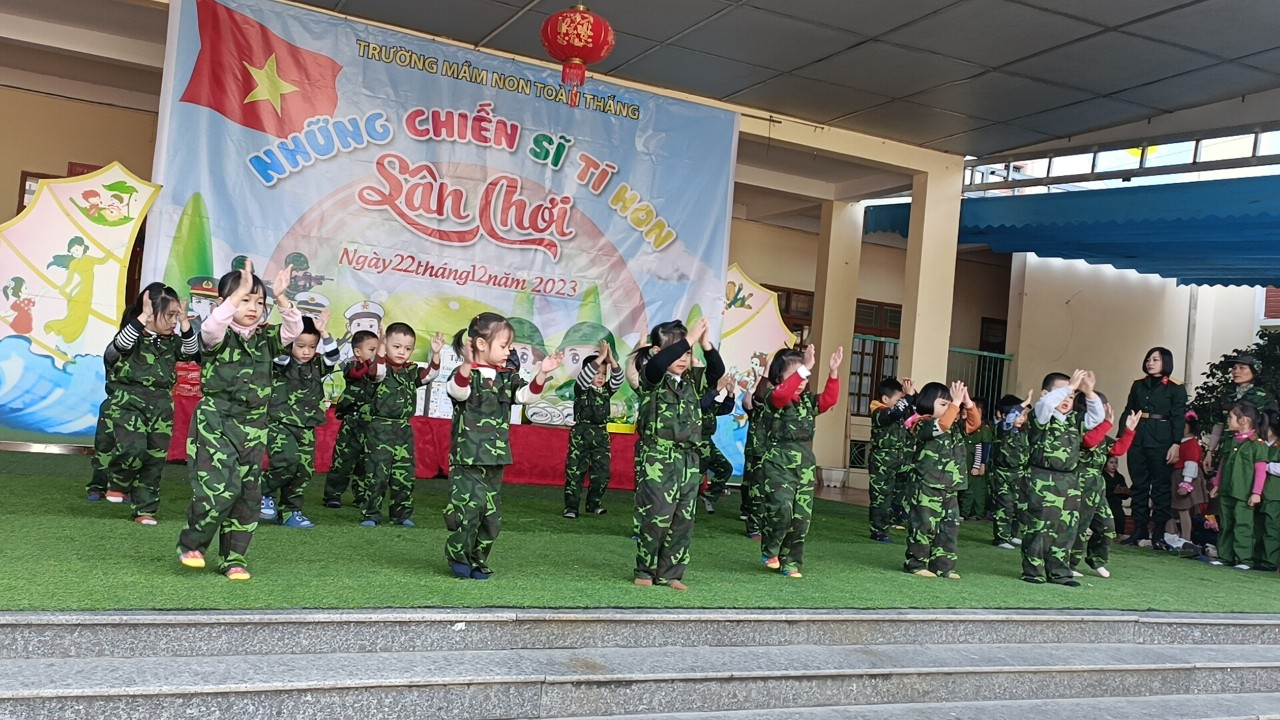 TRƯỜNG MẦM NON TOÀN THẮNG
NHỮNG CHIẾN SĨ TÍ HON
Sân Chơi
Ngày 22 tháng 12 năm 2023